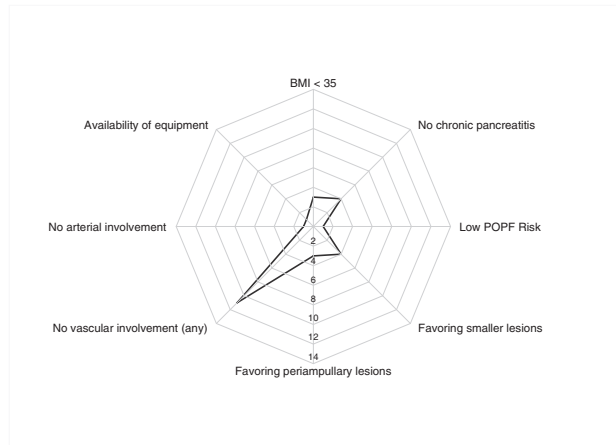 BMI < 35
Availability of equipment
No chronic pancreatitis
No arterial involvement
Low POPF Risk
2
4
6
8
10
12
14
No vascular involvement (any)
Favoring smaller lesions
Favoring periampullary lesions